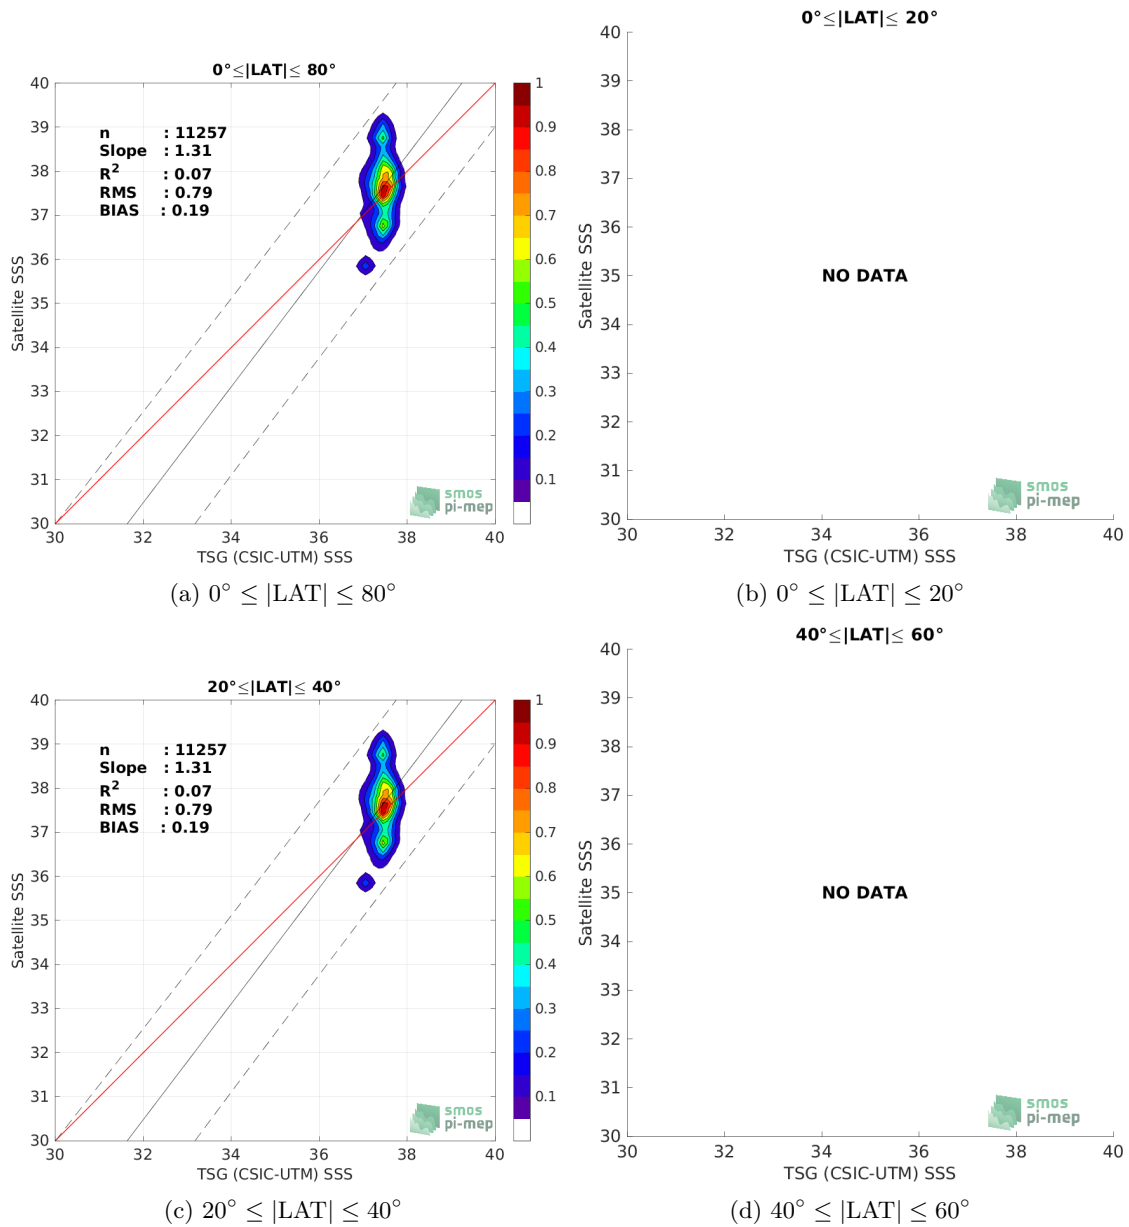 0°≤|LAT|≤ 80°
n : 11257
Slope : 1.31
R² : 0.07
RMS : 0.79
BIAS : 0.19
40
39
38
37
36
35
34
33
32
31
30
Satellite SSS
30 32 34 36 38 40
TSG (CSIC-UTM) SSS
1
0.9
0.8
0.7
0.6
0.5
0.4
0.3
0.2
0.1
smos
pi-mep
(a) 0° ≤ |LAT| ≤ 80°
0°≤|LAT|≤ 20°
40
39
38
37
36
35
34
33
32
31
30
Satellite SSS
NO DATA
smos
pi-mep
30 32 34 36 38 40
TSG (CSIC-UTM) SSS
(b) 0° ≤ |LAT| ≤ 20°
20°≤|LAT|≤ 40°
n : 11257
Slope : 1.31
R² : 0.07
RMS : 0.79
BIAS : 0.19
40
39
38
37
36
35
34
33
32
31
30
Satellite SSS
30 32 34 36 38 40
TSG (CSIC-UTM) SSS
1
0.9
0.8
0.7
0.6
0.5
0.4
0.3
0.2
0.1
smos
pi-mep
(c) 20° ≤ |LAT| ≤ 40°
40°≤|LAT|≤ 60°
40
39
38
37
36
35
34
33
32
31
30
Satellite SSS
NO DATA
smos
pi-mep
30 32 34 36 38 40
TSG (CSIC-UTM) SSS
(d) 40° ≤ |LAT| ≤ 60°